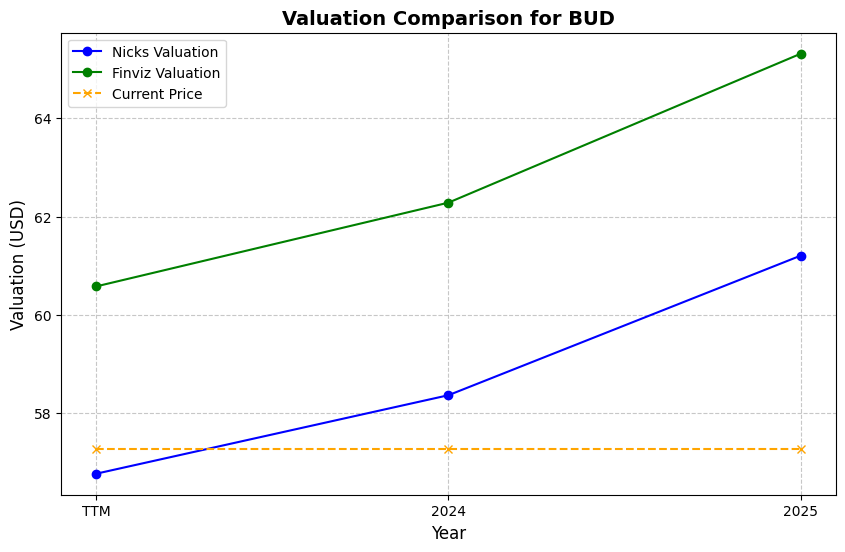 Valuation Comparison for BUD
Nicks Valuation
Finviz Valuation
Current Price
Valuation (USD)
64
62
60
58
TTM
2024
2025
Year